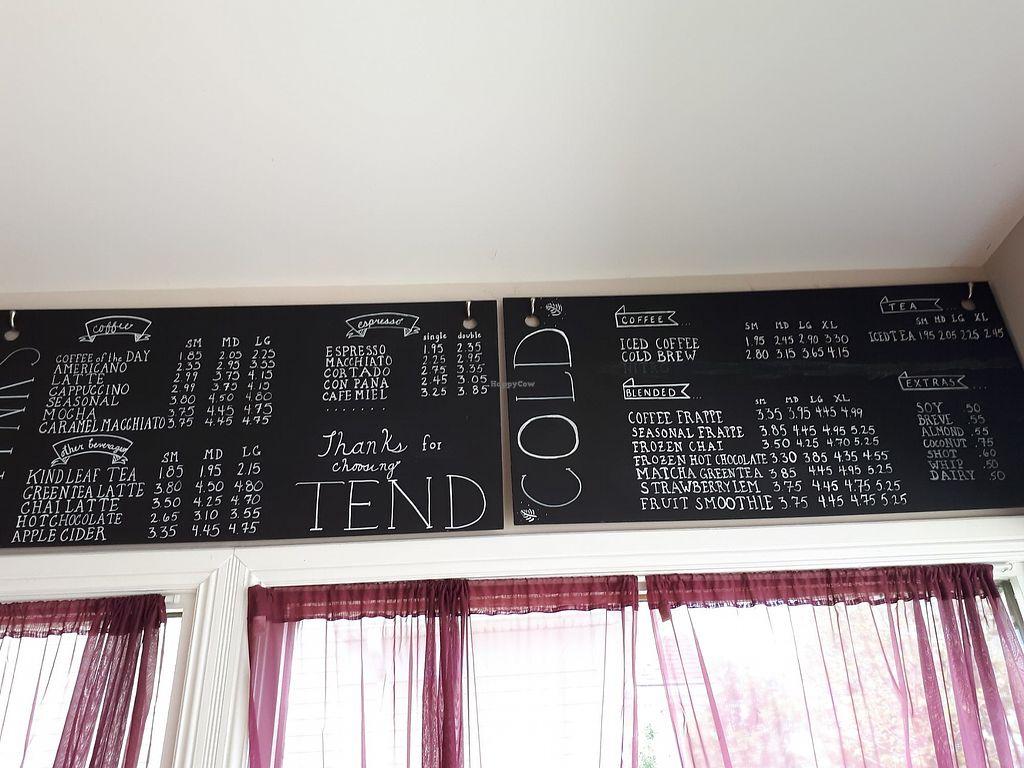 coffee
SM MD LG
COFFEE of the DAY 1.85 2.05 2.25
AMERICANO 2.35 2.95 3.55
LATTE 2.99 3.75 4.15
CAPPUCCINO 2.99 3.70 4.15
SEASONAL 3.80 4.50 4.80
MOCHA 3.75 4.45 4.75
CARAMEL MACCHIATO 3.75 4.45 4.75
other beverages
SM MD LG
KIND LEAF TEA 1.85 1.95 2.15
GREEN TEA LATTE 3.80 4.50 4.80
CHAI LATTE 3.50 4.25 4.70
HOT CHOCOLATE 2.65 3.10 3.55
APPLE CIDER 3.35 4.45 4.75
espresso
single double
ESPRESSO 1.95 2.35
MACCHIATO 2.25 2.95
CORTADO 2.75 3.35
CON PANA 2.45 3.05
CAFE MIEL 3.25 3.85
.......
Thanks for
choosing
TEND
COLD
COFFEE...
SM MD LG XL
ICED COFFEE 1.95 2.45 2.90 3.30
COLD BREW 2.80 3.15 3.65 4.15
NITRO
BLENDED...
SM MD LG XL
COFFEE FRAPPE 3.35 3.95 4.45 4.99
SEASONAL FRAPPE 3.85 4.45 4.95 5.25
FROZEN CHAI 3.50 4.25 4.70 5.25
FROZEN HOT CHOCOLATE 3.30 3.85 4.35 4.55
MATCHA GREEN TEA 3.85 4.45 4.95 5.25
STRAWBERRY LEM. 3.75 4.45 4.75 5.25
FRUIT SMOOTHIE 3.75 4.45 4.75 5.25
TEA...
SM MD LG XL
ICED TEA 1.95 2.05 2.25 2.45
EXTRAS...
SOY .50
BREVE .55
ALMOND .65
COCONUT .75
SHOT .60
WHIP .50
DAIRY .50
HappyCow